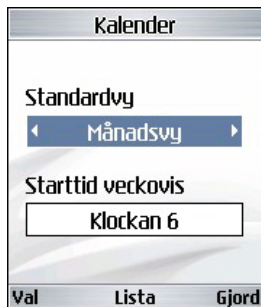 Kalender
Standardvy
Månadsvy
Starttid veckovis
Klockan 6
Val Lista Gjord